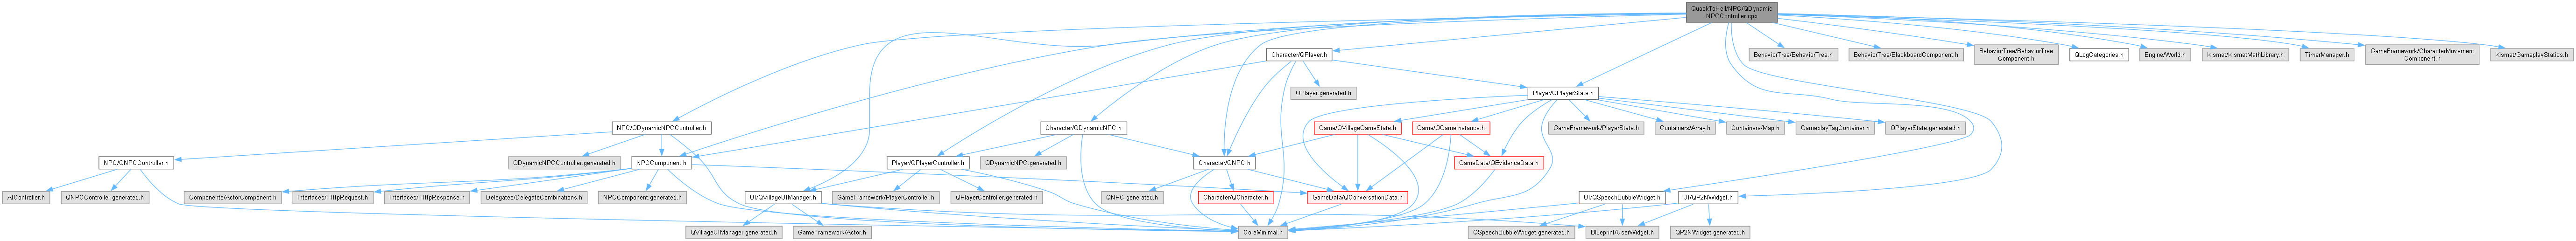 QuackToHell/NPC/QDynamic
NPCController.cpp
Character/QPlayer.h
BehaviorTree/BehaviorTree.h
BehaviorTree/BlackboardComponent.h
BehaviorTree/BehaviorTree
Component.h
QLogCategories.h
Engine/World.h
Kismet/KismetMathLibrary.h
TimerManager.h
GameFramework/CharacterMovement
Component.h
Kismet/GameplayStatics.h
QPlayer.generated.h
Player/QPlayerState.h
NPC/QDynamicNPCController.h
Character/QDynamicNPC.h
Game/QVillageGameState.h
Game/QGameInstance.h
GameFramework/PlayerState.h
Containers/Array.h
Containers/Map.h
GameplayTagContainer.h
QPlayerState.generated.h
NPC/QNPCController.h
QDynamicNPCController.generated.h
NPCComponent.h
Player/QPlayerController.h
QDynamicNPC.generated.h
Character/QNPC.h
GameData/QEvidenceData.h
AIController.h
QNPCController.generated.h
Components/ActorComponent.h
Interfaces/IHttpRequest.h
Interfaces/IHttpResponse.h
Delegates/DelegateCombinations.h
NPCComponent.generated.h
UI/QVillageUIManager.h
GameFramework/PlayerController.h
QPlayerController.generated.h
QNPC.generated.h
Character/QCharacter.h
GameData/QConversationData.h
UI/QSpeechBubbleWidget.h
UI/QP2NWidget.h
QVillageUIManager.generated.h
GameFramework/Actor.h
CoreMinimal.h
QSpeechBubbleWidget.generated.h
Blueprint/UserWidget.h
QP2NWidget.generated.h